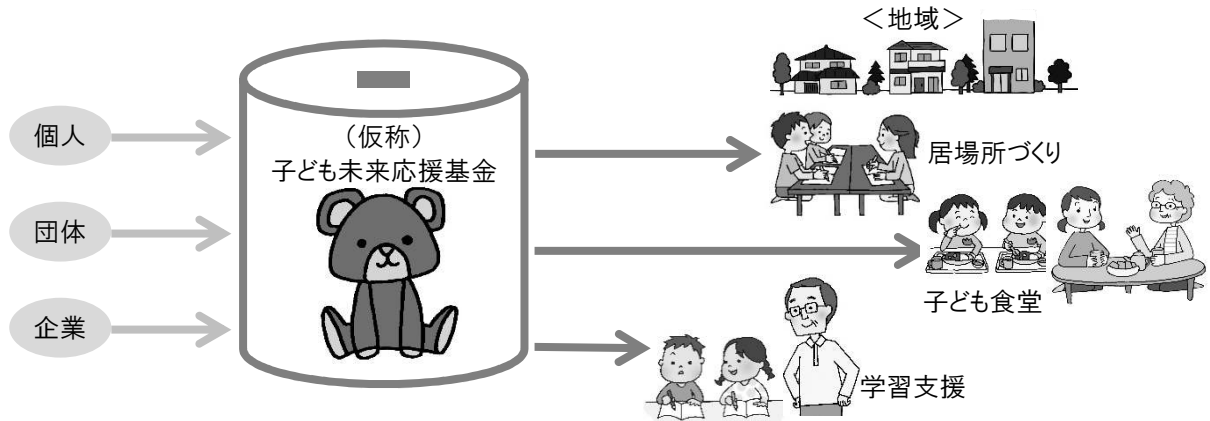 ＜地域＞
個人
団体
企業
（仮称）
子ども未来応援基金
居場所づくり
子ども食堂
学習支援